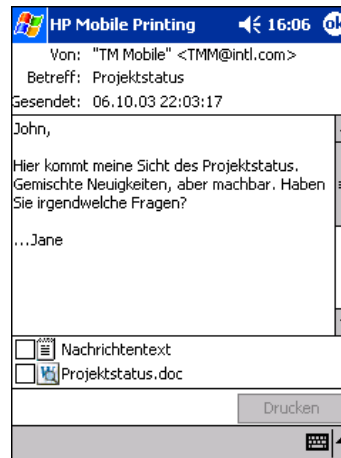 HP Mobile Printing 16:06 ok
Von: "TM Mobile" <TMM@intl.com>
Betreff: Projektstatus
Gesendet: 06.10.03 22:03:17
John,
Hier kommt meine Sicht des Projektstatus.
Gemischte Neuigkeiten, aber machbar. Haben
Sie irgendwelche Fragen?
...Jane
Nachrichtentext
Projektstatus.doc
Drucken